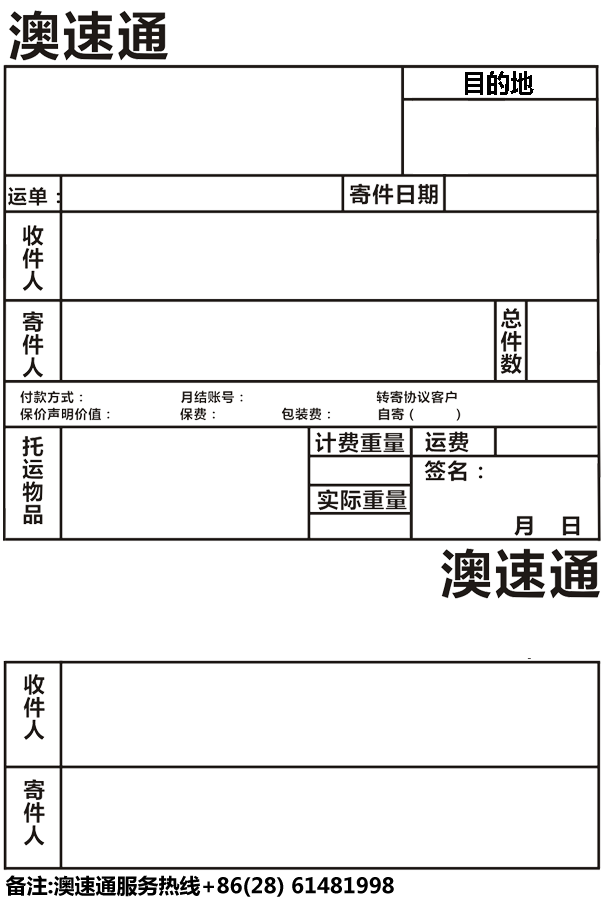 澳速通
目的地
运单：
寄件日期
收件人
寄件人
总件数
付款方式： 月结账号： 转寄协议客户
保价声明价值： 保费： 包装费： 自寄（ ）
托运物品
计费重量 运费
签名：
实际重量
月 日
澳速通
收件人
寄件人
备注:澳速通服务热线+86(28) 61481998